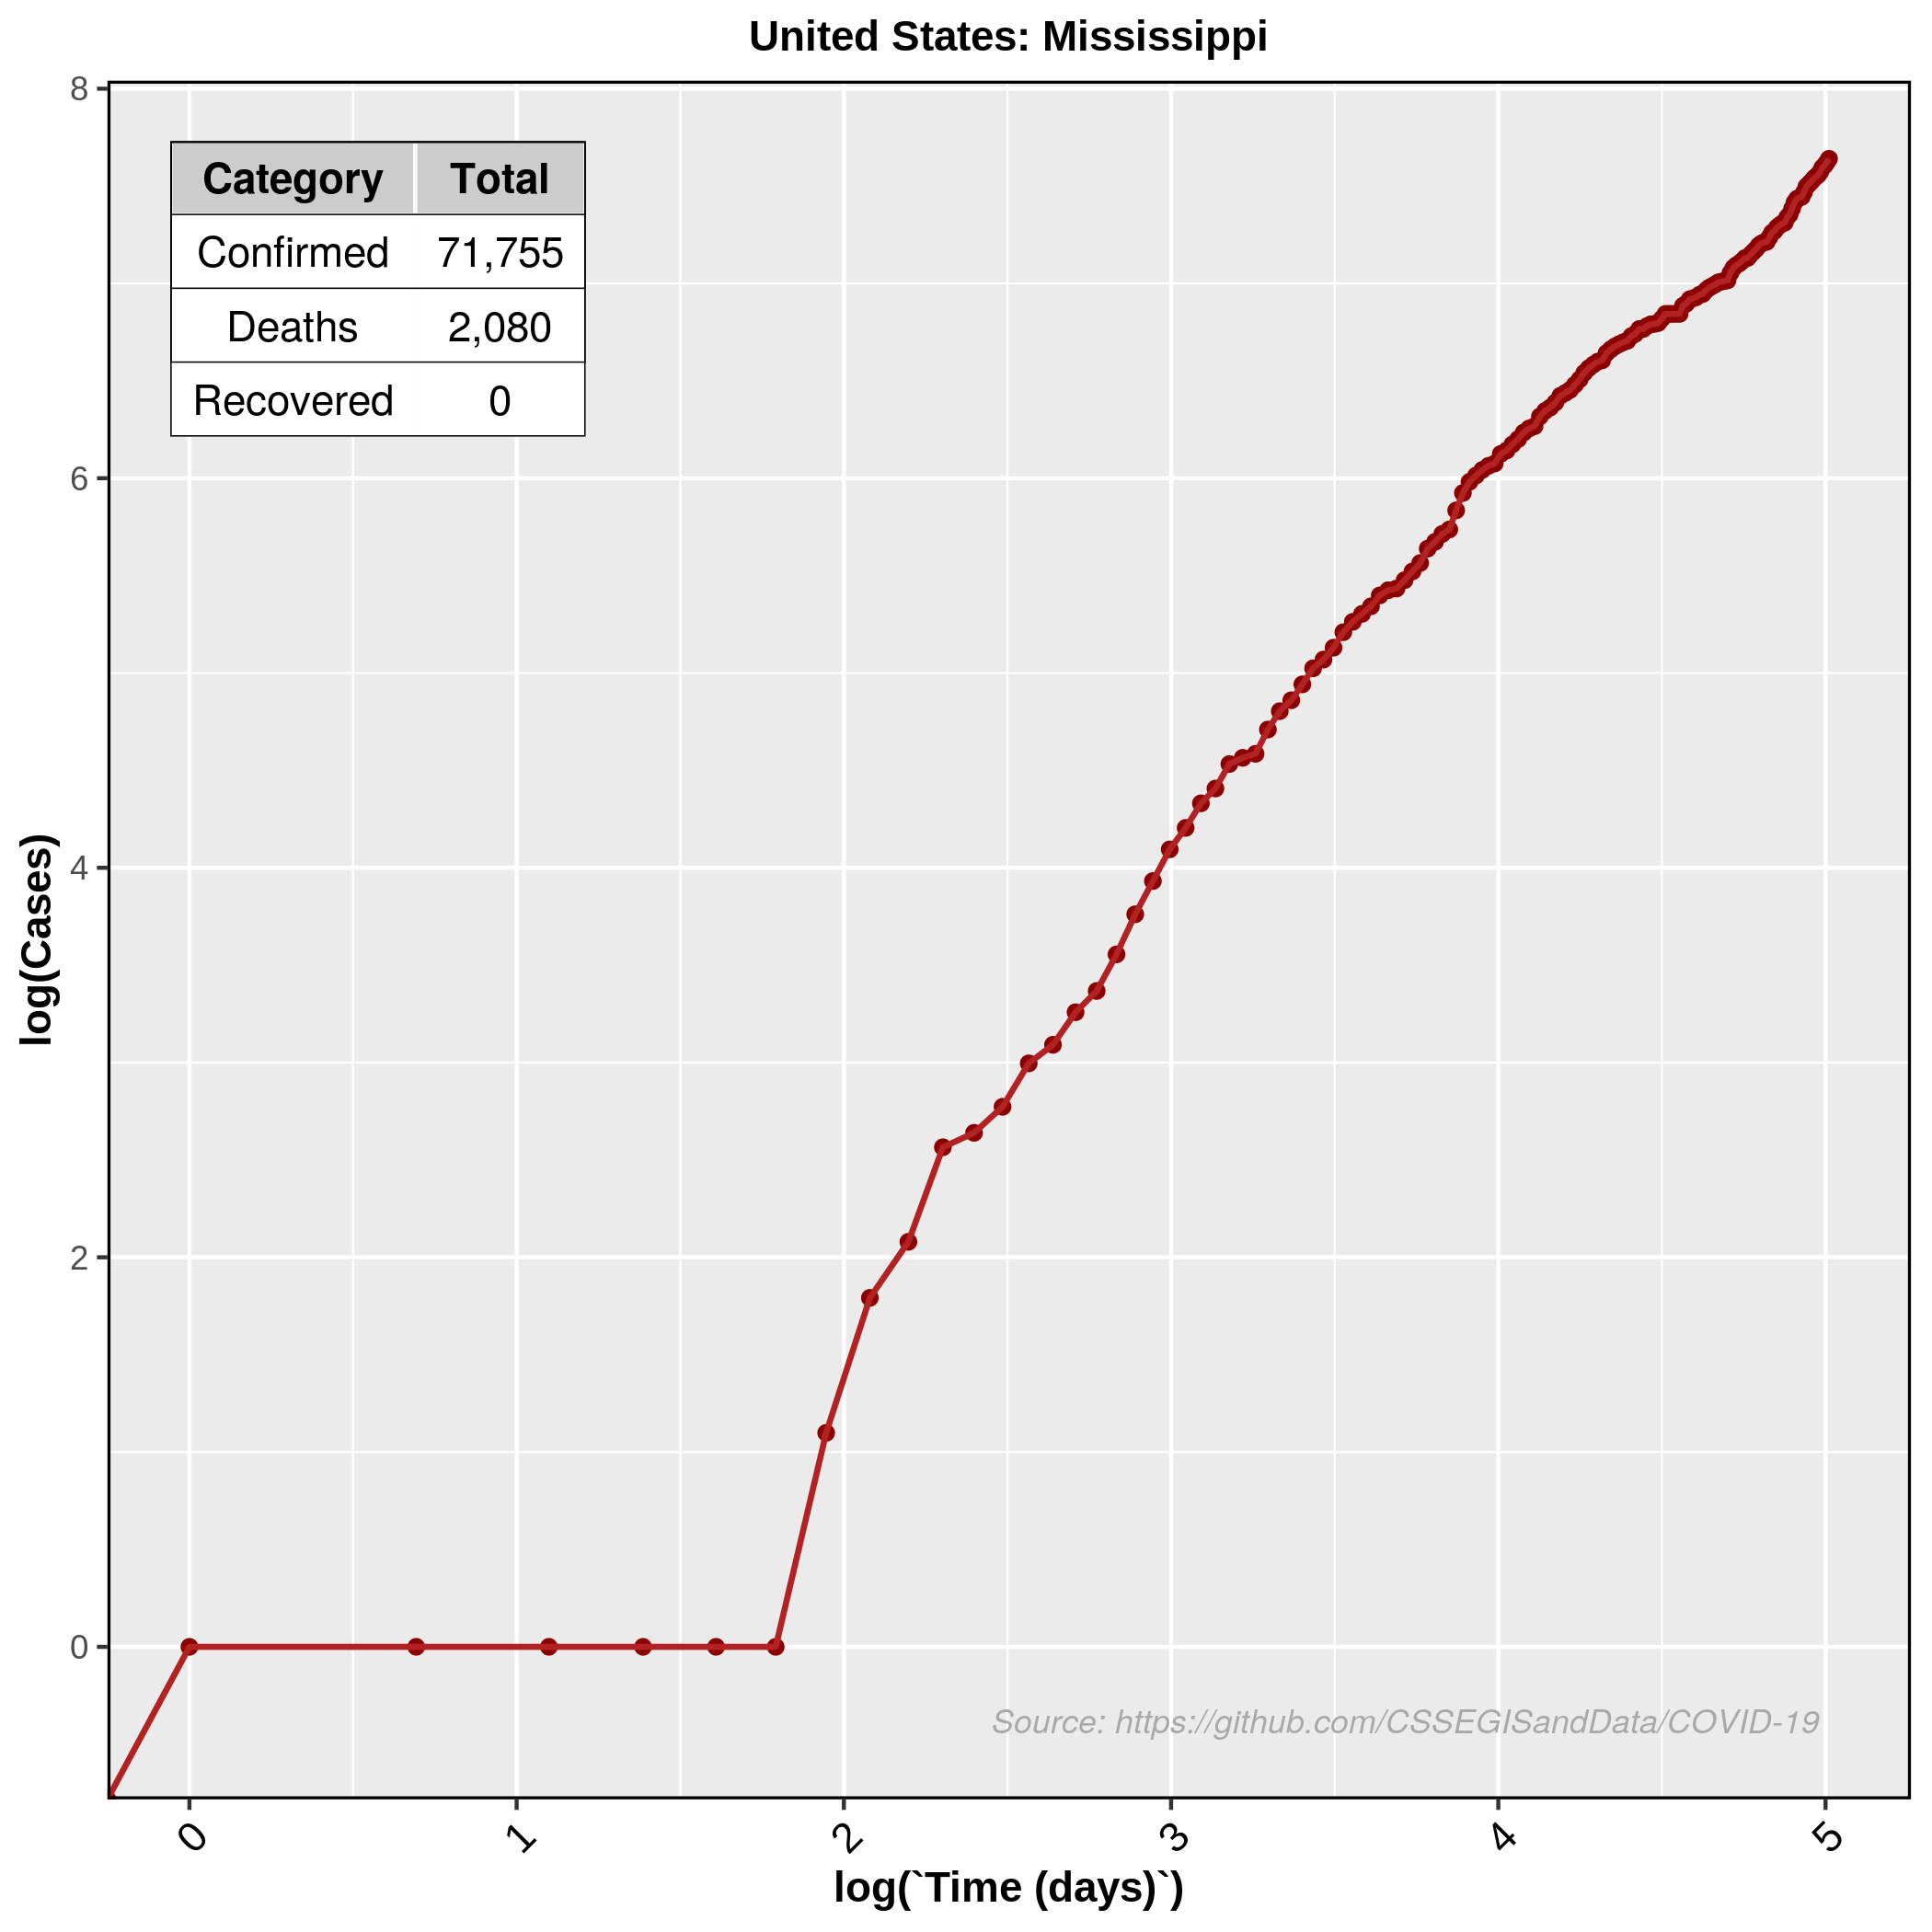 United States: Mississippi
8
6
4
2
0
Category Total
Confirmed 71,755
Deaths 2,080
Recovered 0
log(Cases)
Source: https://github.com/CSSEGISandData/COVID-19
0 1 2 3 4 5
log(`Time (days)`)